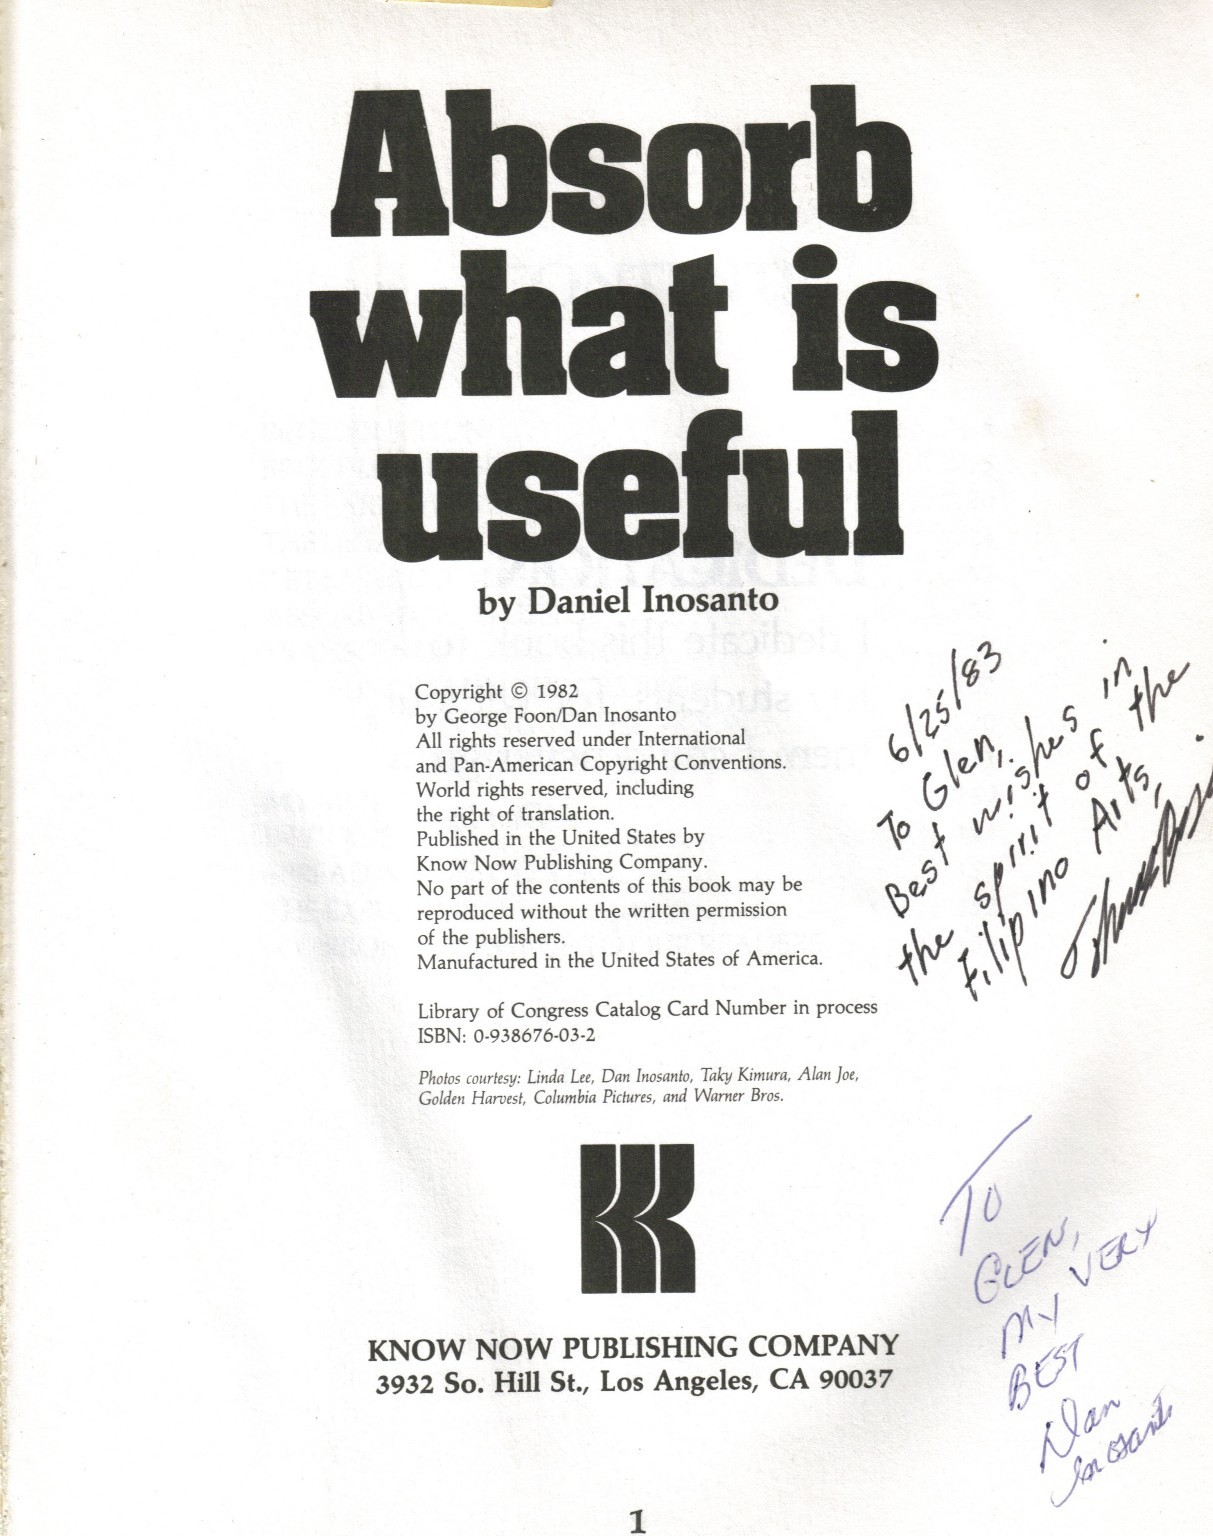 Absorb
what is
useful
by Daniel Inosanto
Copyright © 1982
by George Foon/Dan Inosanto
All rights reserved under International
and Pan-American Copyright Conventions.
World rights reserved, including
the right of translation.
Published in the United States by
Know Now Publishing Company.
No part of the contents of this book may be
reproduced without the written permission
of the publishers.
Manufactured in the United States of America.
Library of Congress Catalog Card Number in process
ISBN: 0-938676-03-2
Photos courtesy: Linda Lee, Dan Inosanto, Taky Kimura, Alan Joe,
Golden Harvest, Columbia Pictures, and Warner Bros.
6/25/83
To Glen,
Best wishes in
the spirit of the
Filipino Arts,
TO
GLEN,
MY VERY
BEST
Dan
Inosanto
KNOW NOW PUBLISHING COMPANY
3932 So. Hill St., Los Angeles, CA 90037
1